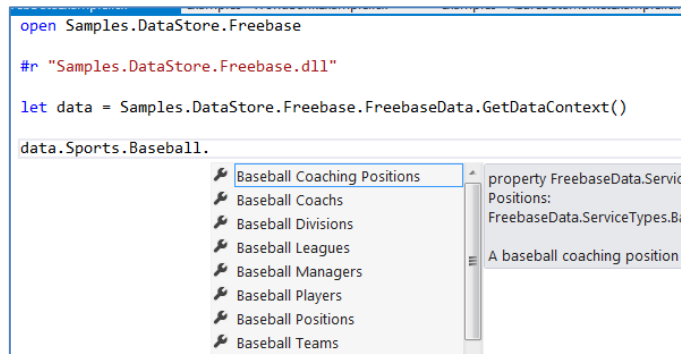 open Samples.DataStore.Freebase
#r "Samples.DataStore.Freebase.dll"
let data = Samples.DataStore.Freebase.FreebaseData.GetDataContext()
data.Sports.Baseball.
Baseball Coaching Positions
Baseball Coachs
Baseball Divisions
Baseball Leagues
Baseball Managers
Baseball Players
Baseball Positions
Baseball Teams
property FreebaseData.Servic
Positions:
FreebaseData.ServiceTypes.Ba
A baseball coaching position